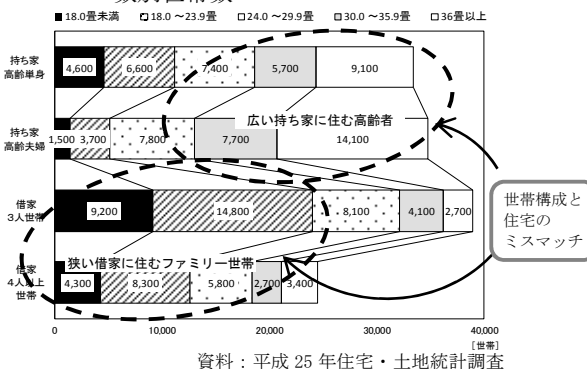 ■18.0畳未満 18.0 ～23.9畳 24.0 ～29.9畳 30.0 ～35.9畳 36畳以上
持ち家
高齢単身
4,600 6,600 7,400 5,700 9,100
広い持ち家に住む高齢者
持ち家
高齢夫婦
1,500 3,700 7,800 7,700 14,100
世帯構成と
住宅の
ミスマッチ
借家
3人世帯
9,200 14,800 8,100 4,100 2,700
狭い借家に住むファミリー世帯
借家
4人以上
世帯
4,300 8,300 5,800 2,700 3,400
0 10,000 20,000 30,000 40,000
[世帯]
資料：平成 25 年住宅・土地統計調査